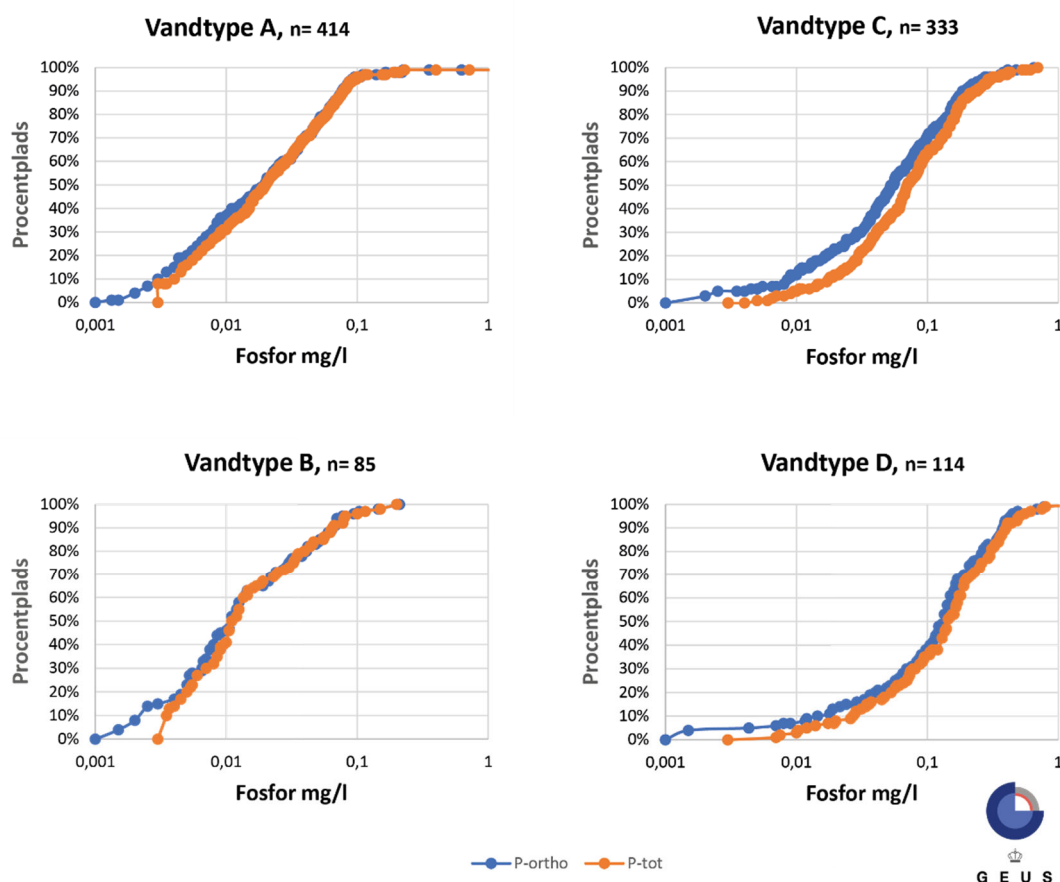 Vandtype A, n= 414
100%
90%
80%
70%
60%
50%
40%
30%
20%
10%
0%
Procentplads
0,001 0,01 0,1 1
Fosfor mg/l
Vandtype C, n= 333
100%
90%
80%
70%
60%
50%
40%
30%
20%
10%
0%
Procentplads
0,001 0,01 0,1 1
Fosfor mg/l
Vandtype B, n= 85
100%
90%
80%
70%
60%
50%
40%
30%
20%
10%
0%
Procentplads
0,001 0,01 0,1 1
Fosfor mg/l
Vandtype D, n= 114
100%
90%
80%
70%
60%
50%
40%
30%
20%
10%
0%
Procentplads
0,001 0,01 0,1 1
Fosfor mg/l
P-ortho P-tot
G E U S